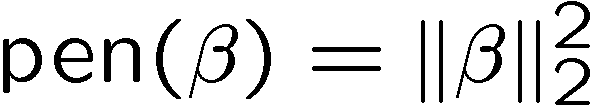 pen(β) = ‖β‖₂²